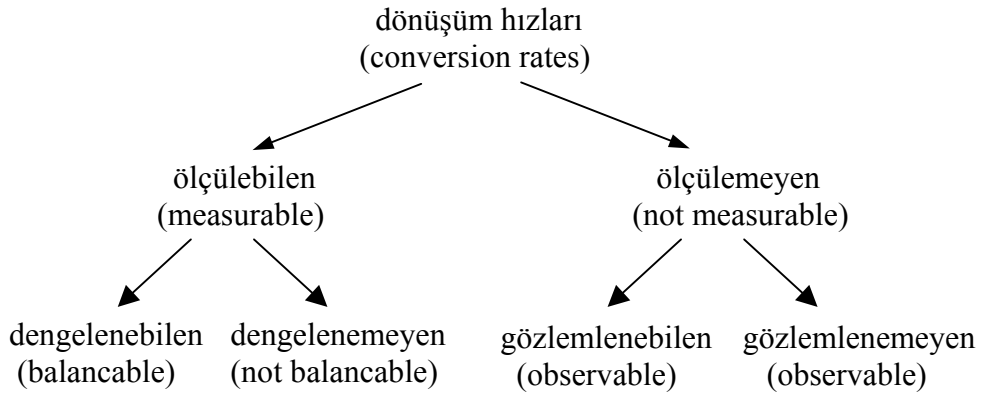 dönüşüm hızları
(conversion rates)
ölçülebilen
(measurable)
ölçülemeyen
(not measurable)
dengelenebilen
(balancable)
dengelenemeyen
(not balancable)
gözlemlenebilen
(observable)
gözlemlenemeyen
(observable)